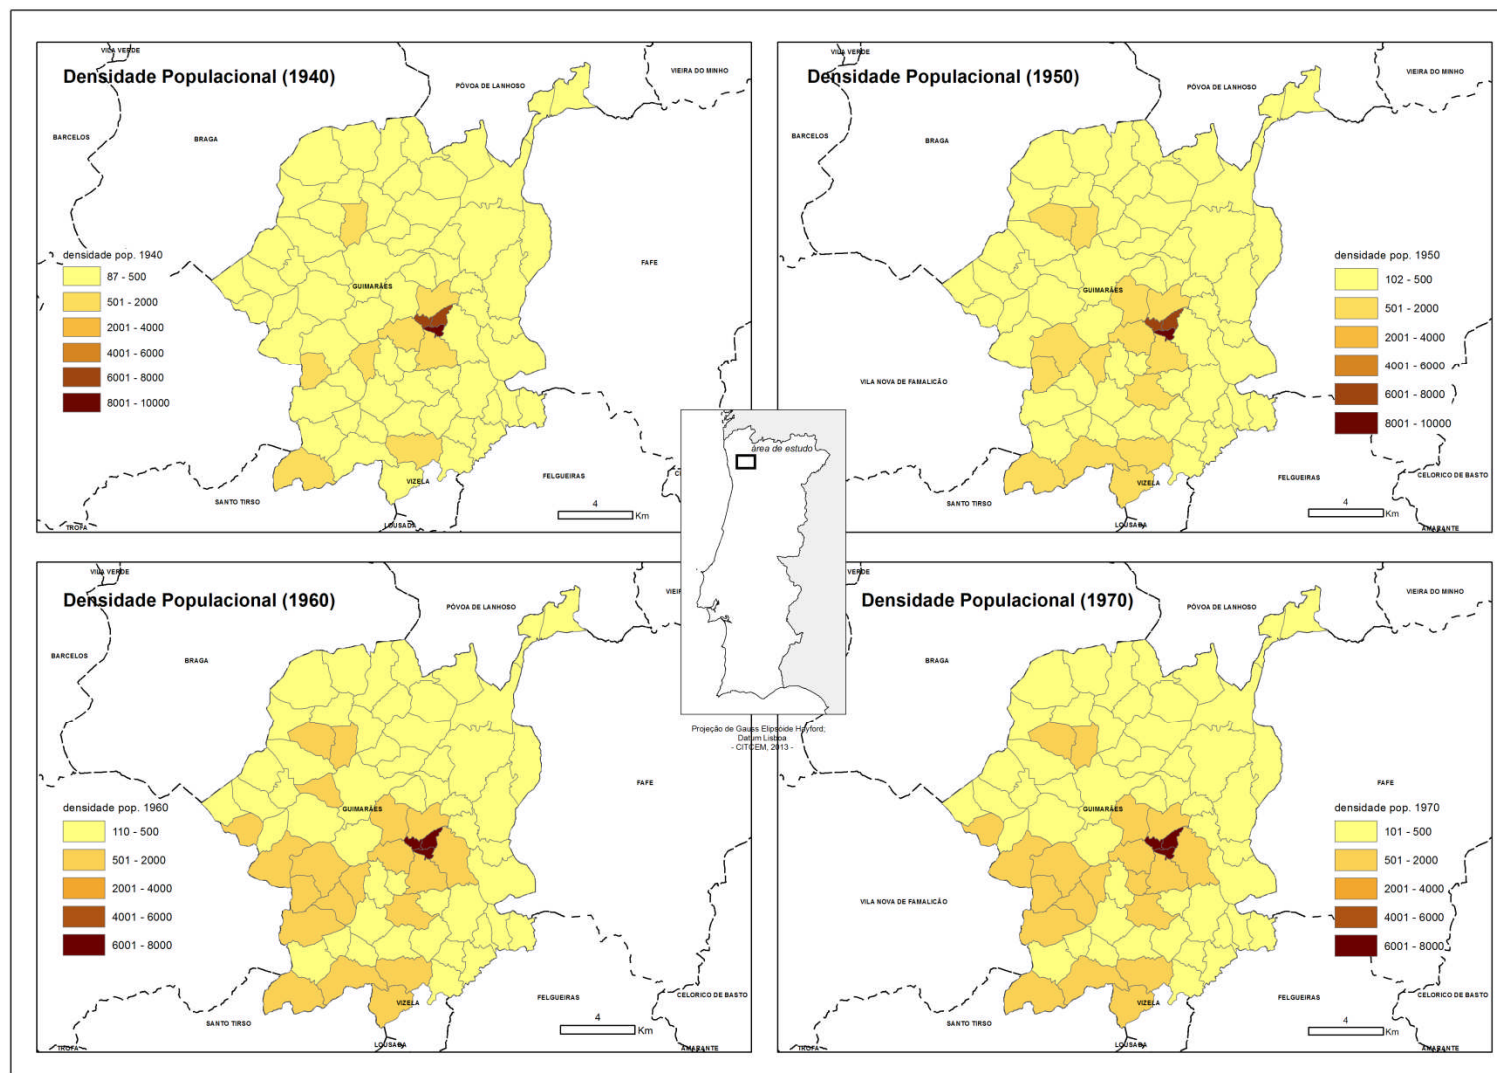 VILA VERDE
Densidade Populacional (1940)
PÓVOA DE LANHOSO
VIEIRA DO MINHO
BARCELOS
BRAGA
densidade pop. 1940
87 - 500
501 - 2000
2001 - 4000
4001 - 6000
6001 - 8000
8001 - 10000
FAFE
GUIMARÃES
VIZELA
FELGUEIRAS
SANTO TIRSO
TROFA
LOUSADA
4
Km
VILA VERDE
Densidade Populacional (1950)
PÓVOA DE LANHOSO
VIEIRA DO MINHO
BARCELOS
BRAGA
FAFE
densidade pop. 1950
102 - 500
501 - 2000
2001 - 4000
4001 - 6000
6001 - 8000
8001 - 10000
GUIMARÃES
VILA NOVA DE FAMALICÃO
VIZELA
FELGUEIRAS
CELORICO DE BASTO
SANTO TIRSO
LOUSADA
AMARANTE
4
Km
área de estudo
Projeção de Gauss Elipsóide Hayford;
Datum Lisboa
- CITCEM, 2013 -
VILA VERDE
Densidade Populacional (1960)
PÓVOA DE LANHOSO
BARCELOS
BRAGA
FAFE
densidade pop. 1960
110 - 500
501 - 2000
2001 - 4000
4001 - 6000
6001 - 8000
GUIMARÃES
VIZELA
FELGUEIRAS
CELORICO DE BASTO
SANTO TIRSO
TROFA
LOUSADA
AMARANTE
4
Km
Densidade Populacional (1970)
PÓVOA DE LANHOSO
VIEIRA DO MINHO
BRAGA
FAFE
densidade pop. 1970
101 - 500
501 - 2000
2001 - 4000
4001 - 6000
6001 - 8000
GUIMARÃES
VILA NOVA DE FAMALICÃO
VIZELA
FELGUEIRAS
CELORICO DE BASTO
SANTO TIRSO
TROFA
LOUSADA
AMARANTE
4
Km